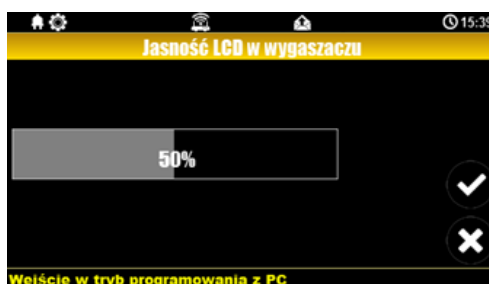 15:39
Jasność LCD w wygaszaczu
50%
Wejście w tryb programowania z PC